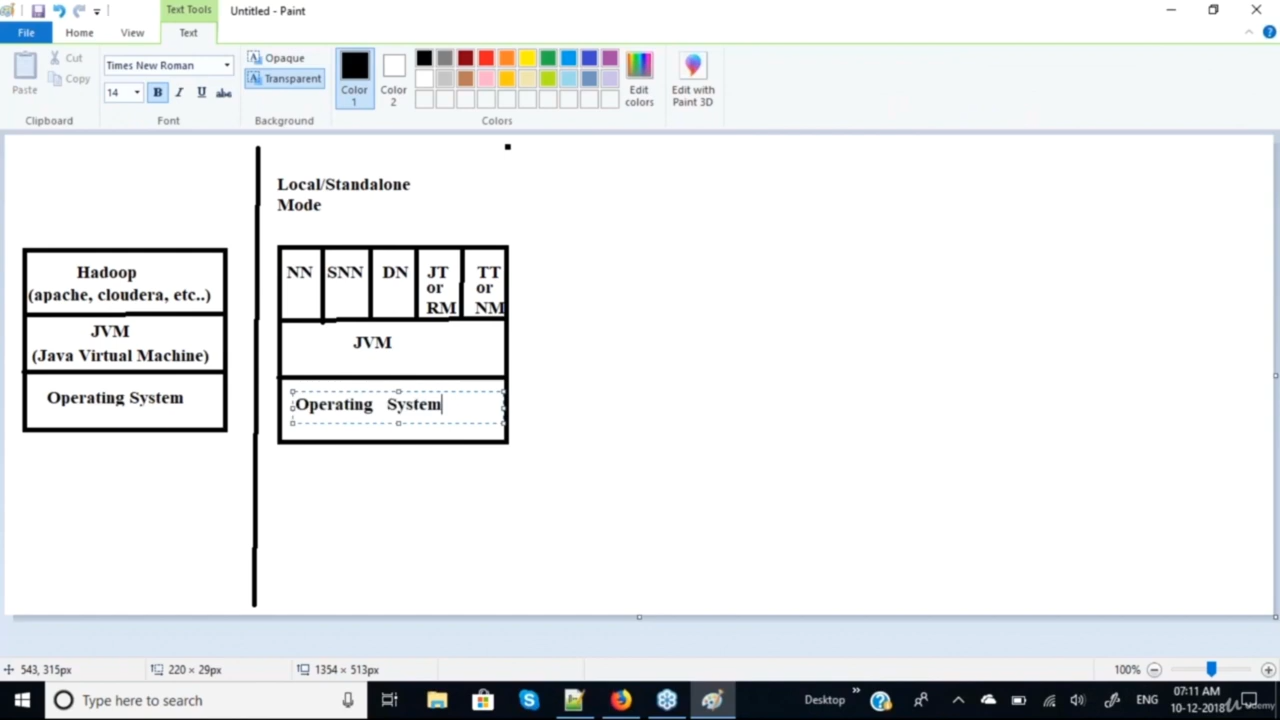 Text Tools
Untitled - Paint
File
Home
View
Text
Paste
Cut
Copy
Clipboard
Times New Roman
14
B
I
U
abc
Font
Opaque
Transparent
Background
Color
1
Color
2
Edit
colors
Colors
Edit with
Paint 3D
Local/Standalone
Mode
Hadoop
(apache, cloudera, etc..)
JVM
(Java Virtual Machine)
Operating System
NN SNN DN JT TT
or or
RM NM
JVM
Operating System
543, 315px
220 × 29px
1354 × 513px
100%
Type here to search
Desktop
ENG
07:11 AM
10-12-2018
Udemy